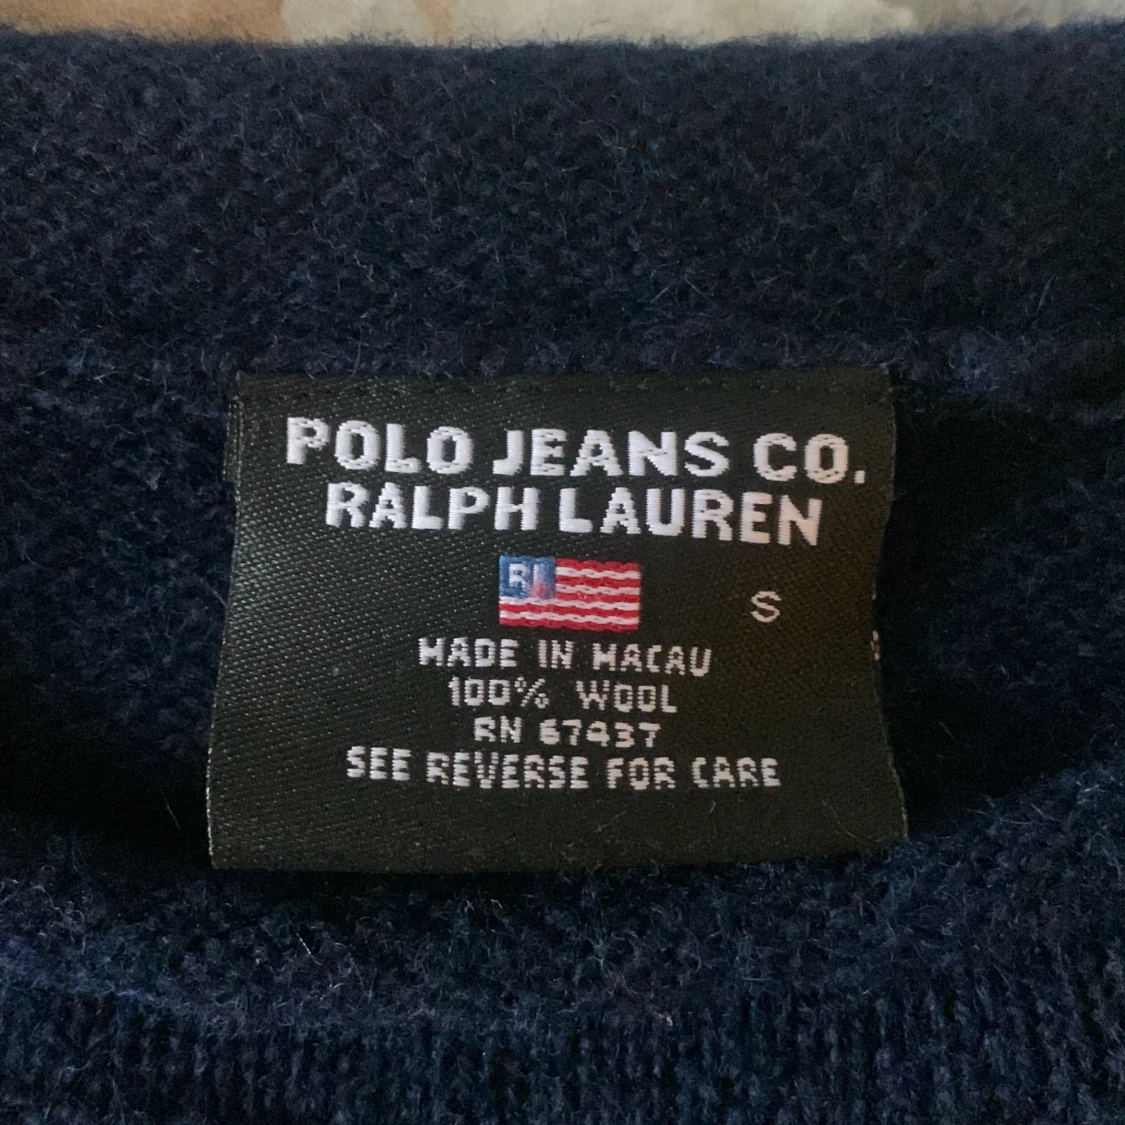 POLO JEANS CO.
RALPH LAUREN
RL
S
MADE IN MACAU
100% WOOL
RN 67437
SEE REVERSE FOR CARE